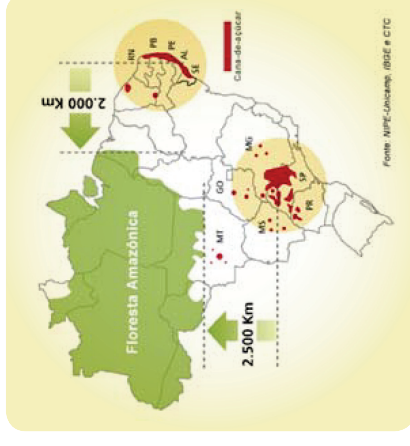 RN
PB
PE
AL
SE
2.000 Km
Cana-de-açúcar
Floresta Amazônica
MT
GO
MG
MS
SP
PR
2.500 Km
Fonte: NIPE-Unicamp, IBGE e CTC